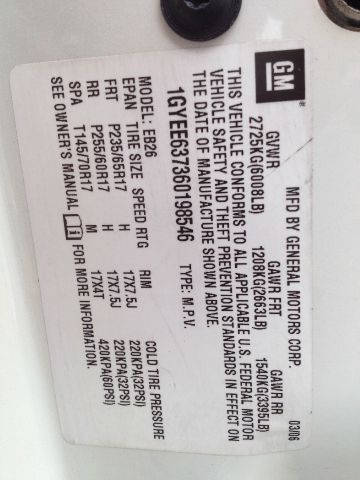 GM
MFD BY GENERAL MOTORS CORP. 03/06
GVWR GAWR FRT GAWR RR
2725KG(6008LB) 1208KG(2663LB) 1540KG(3395LB)
THIS VEHICLE CONFORMS TO ALL APPLICABLE U.S. FEDERAL MOTOR
VEHICLE SAFETY AND THEFT PREVENTION STANDARDS IN EFFECT ON
THE DATE OF MANUFACTURE SHOWN ABOVE.
1GYEE637360198546 TYPE: M.P.V.
MODEL: EB26
EPAN TIRE SIZE SPEED RTG RIM COLD TIRE PRESSURE
FRT P235/65R17 H 17X7.5J 220KPA(32PSI)
RR P255/60R17 H 17X7.5J 220KPA(32PSI)
SPA T145/70R17 M 17X4T 420KPA(60PSI)
SEE OWNER'S MANUAL FOR MORE INFORMATION.